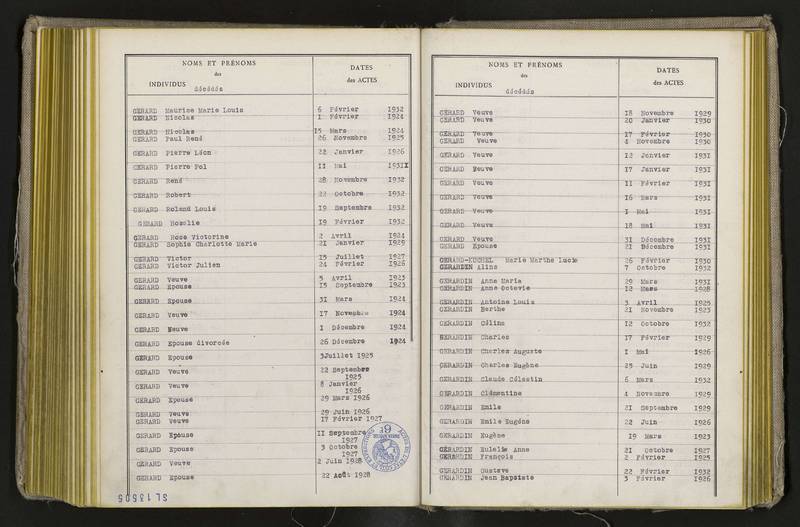 NOMS ET PRÉNOMS
des
INDIVIDUS
décédés
DATES
des ACTES
GERARD Maurice Marie Louis 6 Février 1932
GERARD Nicolas 1 Février 1924
GERARD Nicolas 15 Mars 1924
GERARD Paul René 26 Novembre 1925
GERARD Pierre Léon 22 Janvier 1926
GERARD Pierre Pol 11 Mai 1931I
GERARD René 28 Novembre 1932
GERARD Robert 22 Octobre 1932
GERARD Roland Louis 19 Septembre 1932
GERARD Rosalie 19 Février 1932
GERARD Rose Victorine 2 Avril 1924
GERARD Sophie Charlotte Marie 21 Janvier 1929
GERARD Victor 15 Juillet 1927
GERARD Victor Julien 24 Février 1926
GERARD Veuve 5 Avril 1923
GERARD Epouse 15 Septembre 1923
GERARD Epouse 31 Mars 1924
GERARD Veuve 17 Novembre 1924
GERARD Veuve 1 Décembre 1924
GERARD Epouse divorcée 26 Décembre 1924
GERARD Epouse 3Juillet 1925
GERARD Veuve 22 Septembre
1925
GERARD Veuve 8 Janvier
1926
GERARD Epouse 29 Mars 1926
GERARD Veuve 29 Juin 1926
GERARD Veuve 17 Février 1927
GERARD Epouse 11 Septembre
1927
GERARD Epouse 3 Octobre
1927
GERARD Veuve 2 Juin 1928
GERARD Epouse 22 Août 1928
SL 13505
NOMS ET PRÉNOMS
des
INDIVIDUS
décédés
DATES
des ACTES
GERARD Veuve 18 Novembre 1929
GERARD Veuve 20 Janvier 1930
GERARD Veuve 17 Février 1930
GERARD Veuve 4 Novembre 1930
GERARD Veuve 12 Janvier 1931
GERARD Veuve 17 Janvier 1931
GERARD Veuve 11 Février 1931
GERARD Veuve 16 Mars 1931
GERARD Veuve 1 Mai 1931
GERARD Veuve 18 Mai 1931
GERARD Veuve 31 Décembre 1931
GERARD Epouse 21 Décembre 1931
GERARD-KUCHEL Marie Marthe Lucie 26 Février 1930
GERARDIN Aline 7 Octobre 1932
GERARDIN Anne Maria 29 Mars 1931
GERARDIN Anne Octavie 12 Mars 1928
GERARDIN Antoine Louis 3 Avril 1925
GERARDIN Berthe 21 Novembre 1923
GERARDIN Céline 12 Octobre 1932
GERARDIN Charles 17 Février 1929
GERARDIN Charles Auguste 1 Mai 1926
GERARDIN Charles Eugène 25 Juin 1929
GERARDIN Claude Célestin 6 Mars 1932
GERARDIN Clémentine 4 Novembre 1929
GERARDIN Emile 21 Septembre 1929
GERARDIN Emile Eugène 22 Juin 1926
GERARDIN Eugène 19 Mars 1923
GERARDIN Eulalie Anne 21 Octobre 1927
GERARDIN François 2 Février 1925
GERARDIN Gustave 22 Février 1932
GERARDIN Jean Baptiste 3 Février 1926